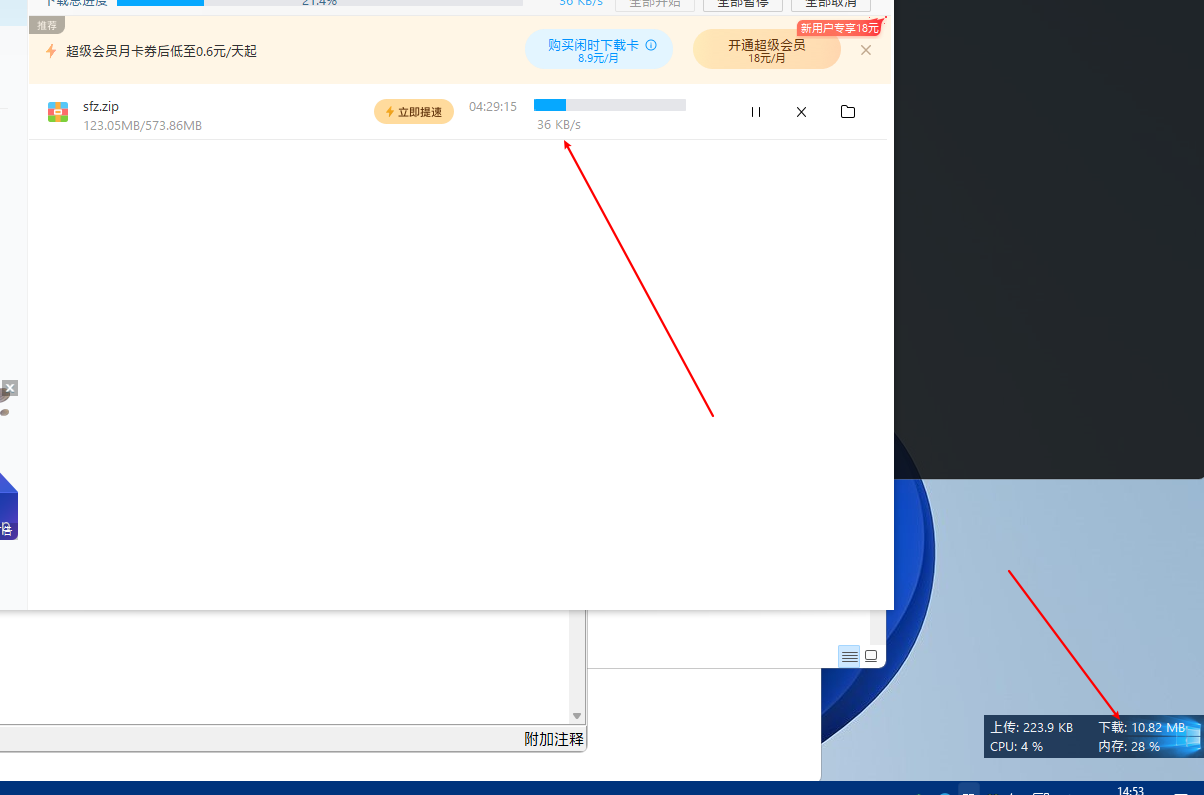 下载总进度
21.4%
36 KB/s
全部开始
全部暂停
全部取消
推荐
超级会员月卡券后低至0.6元/天起
购买闲时下载卡
8.9元/月
新用户专享18元
开通超级会员
18元/月
sfz.zip
123.05MB/573.86MB
立即提速
04:29:15
36 KB/s
附加注释
上传: 223.9 KB
下载: 10.82 MB
CPU: 4 %
内存: 28 %
14:53